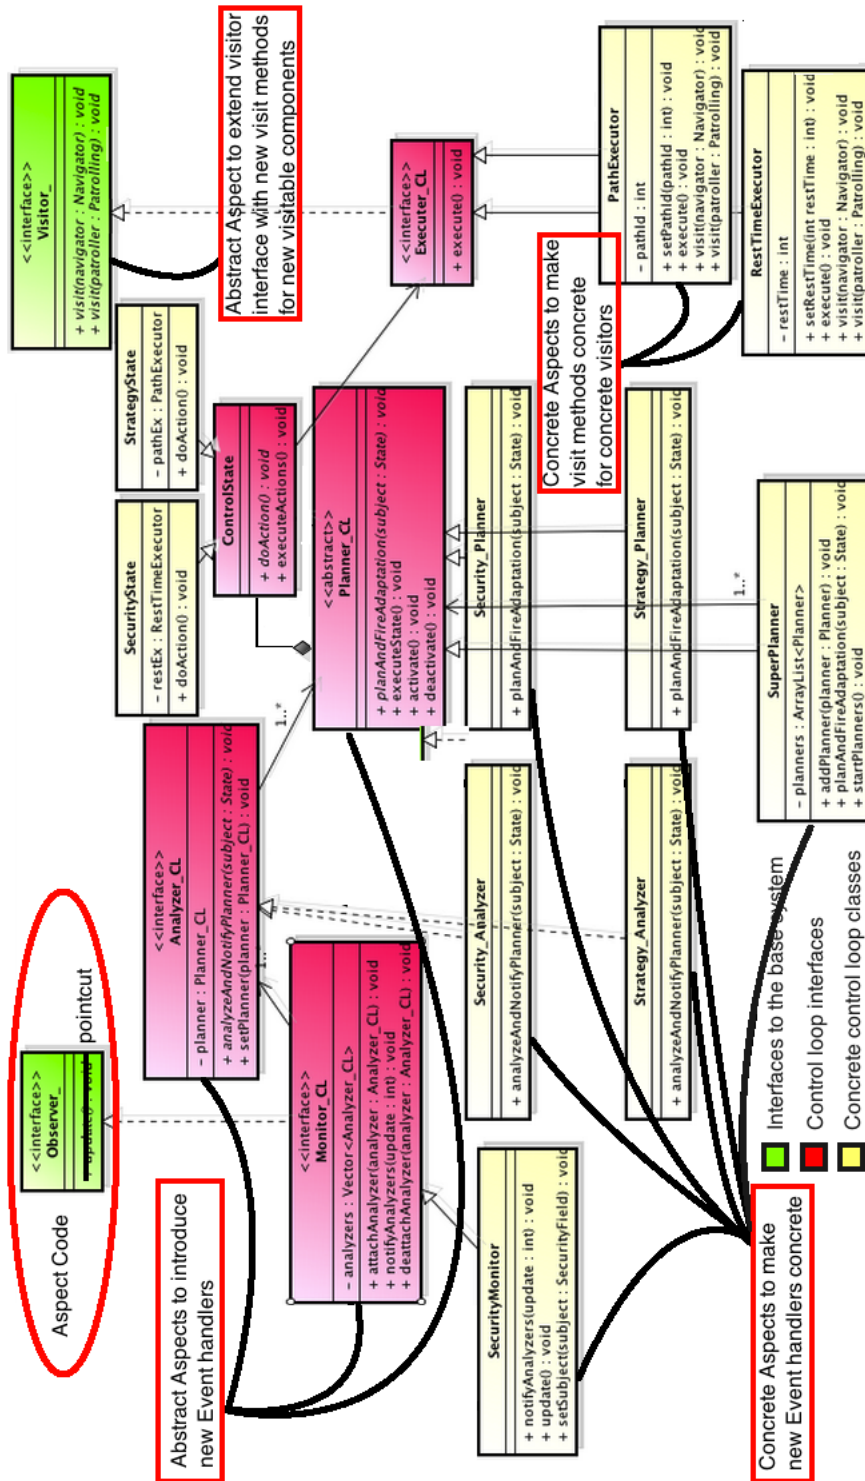 Aspect Code
<<interface>>
Observer_
+ update() : void
pointcut
<<interface>>
Visitor_
+ visit(navigator : Navigator) : void
+ visit(patroller : Patrolling) : void
Abstract Aspects to introduce
new Event handlers
<<interface>>
Analyzer_CL
- planner : Planner_CL
+ analyzeAndNotifyPlanner(subject : State) : void
+ setPlanner(planner : Planner_CL) : void
SecurityState
- restEx : RestTimeExecutor
+ doAction() : void
StrategyState
- pathEx : PathExecutor
+ doAction() : void
Abstract Aspect to extend visitor
interface with new visit methods
for new visitable components
ControlState
+ doAction() : void
+ executeActions() : void
1..*
1..*
<<interface>>
Monitor_CL
- analyzers : Vector<Analyzer_CL>
+ attachAnalyzer(analyzer : Analyzer_CL) : void
+ notifyAnalyzers(update : int) : void
+ deattachAnalyzer(analyzer : Analyzer_CL) : void
<<abstract>>
Planner_CL
+ planAndFireAdaptation(subject : State) : void
+ executeState() : void
+ activate() : void
+ deactivate() : void
<<interface>>
Executer_CL
+ execute() : void
SecurityMonitor
+ notifyAnalyzers(update : int) : void
+ update() : void
+ setSubject(subject : SecurityField) : void
Security_Analyzer
+ analyzeAndNotifyPlanner(subject : State) : void
Security_Planner
+ planAndFireAdaptation(subject : State) : void
Concrete Aspects to make
visit methods concrete
for concrete visitors
PathExecutor
- pathId : int
+ setPathId(pathId : int) : void
+ execute() : void
+ visit(navigator : Navigator) : void
+ visit(patroller : Patrolling) : void
Strategy_Analyzer
+ analyzeAndNotifyPlanner(subject : State) : void
Strategy_Planner
+ planAndFireAdaptation(subject : State) : void
1..*
RestTimeExecutor
- restTime : int
+ setRestTime(int restTime : int) : void
+ execute() : void
+ visit(navigator : Navigator) : void
+ visit(patroller : Patrolling) : void
Concrete Aspects to make
new Event handlers concrete
Interfaces to the base system
Control loop interfaces
Concrete control loop classes
SuperPlanner
- planners : ArrayList<Planner>
+ addPlanner(planner : Planner) : void
+ planAndFireAdaptation(subject : State) : void
+ startPlanners() : void